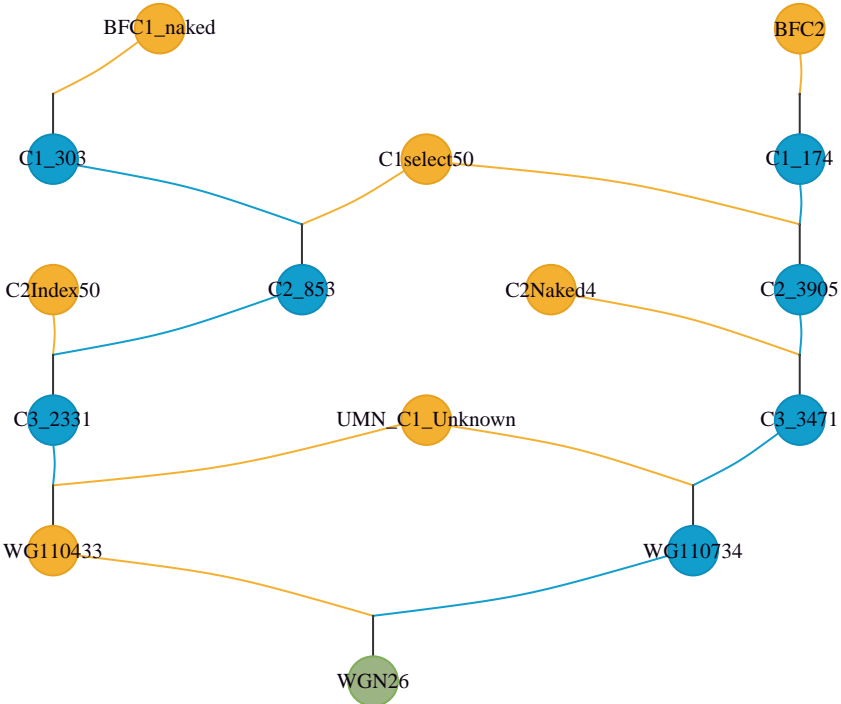 BFC1_naked
BFC2
C1_303
C1select50
C1_174
C2Index50
C2_853
C2Naked4
C2_3905
C3_2331
UMN_C1_Unknown
C3_3471
WG110433
WG110734
WGN26